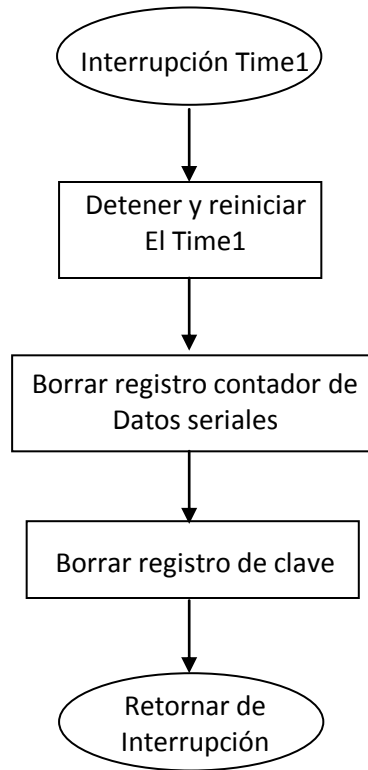 Interrupción Time1
Detener y reiniciar
El Time1
Borrar registro contador de
Datos seriales
Borrar registro de clave
Retornar de
Interrupción